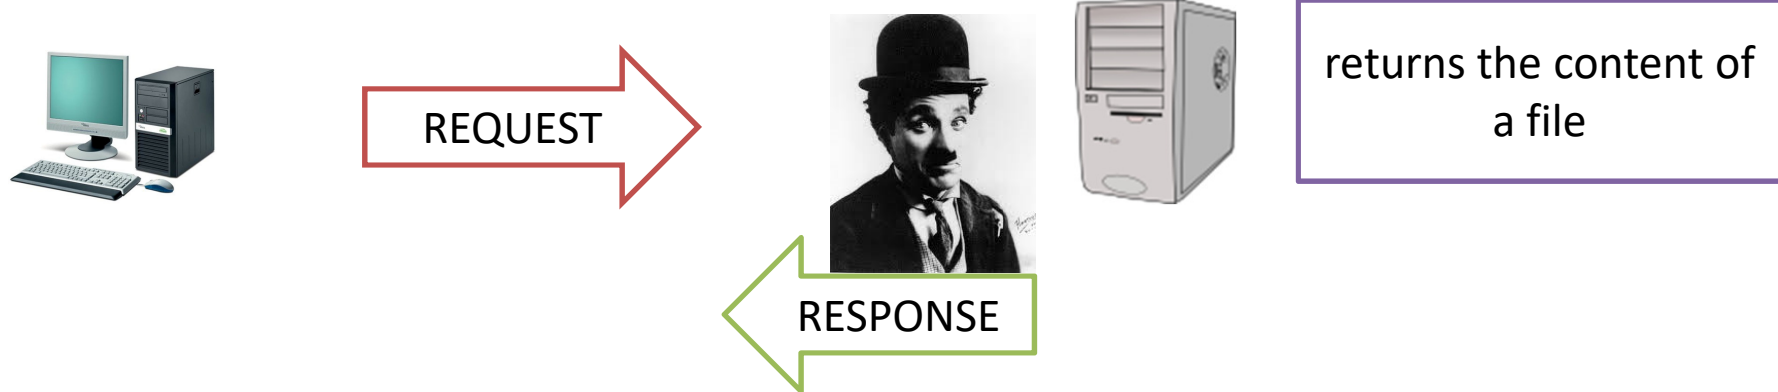 REQUEST
returns the content of
a file
RESPONSE